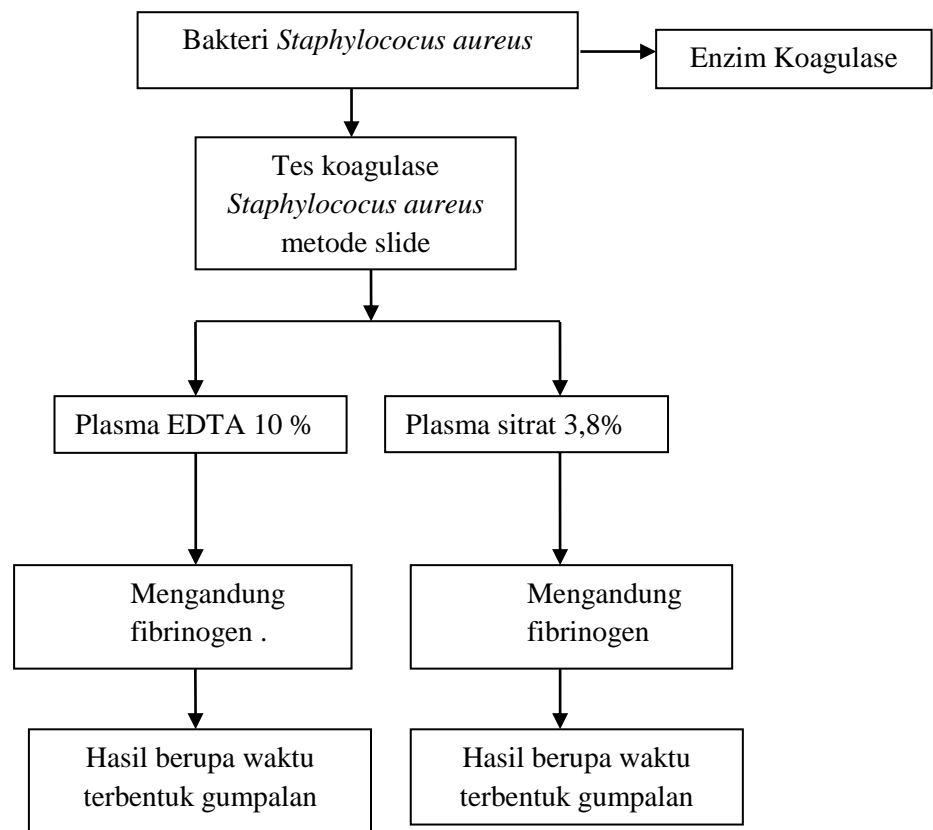 Bakteri Staphylococus aureus
Enzim Koagulase
Tes koagulase
Staphylococus aureus
metode slide
Plasma EDTA 10 %
Plasma sitrat 3,8%
Mengandung
fibrinogen .
Mengandung
fibrinogen
Hasil berupa waktu
terbentuk gumpalan
Hasil berupa waktu
terbentuk gumpalan